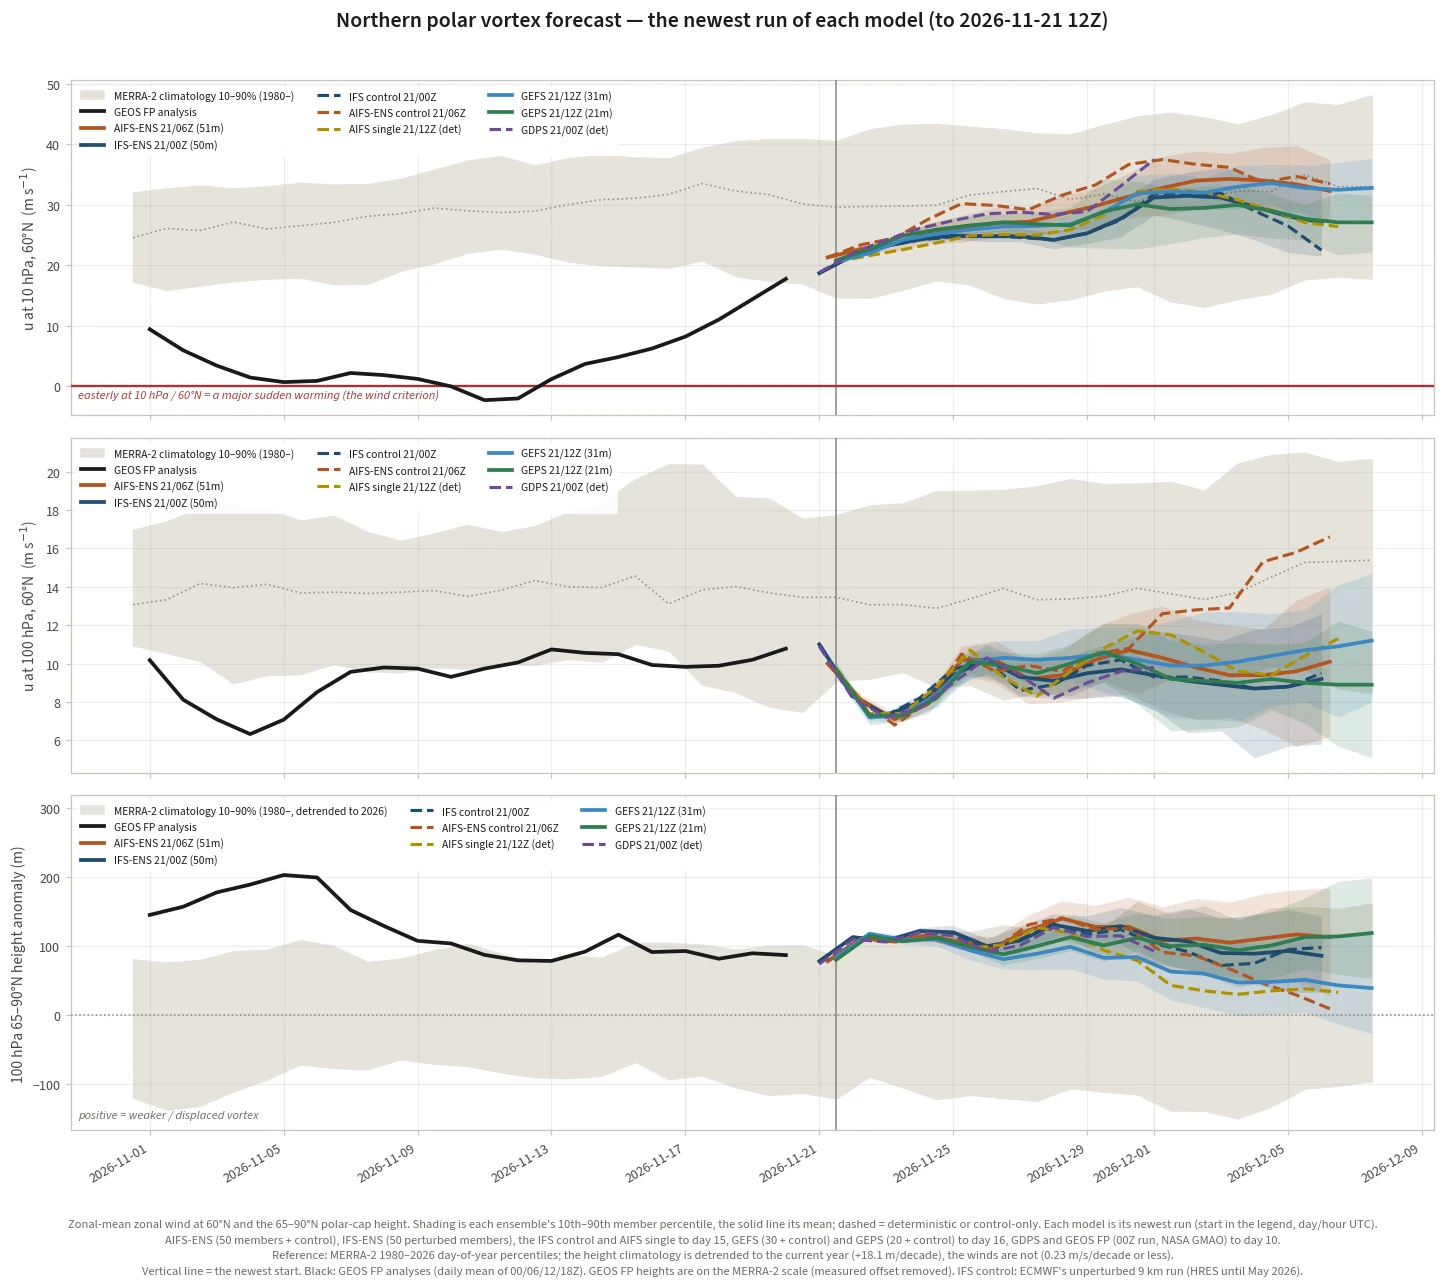 Northern polar vortex forecast — the newest run of each model (to 2026-11-21 12Z)
50
40
30
20
10
0
u at 10 hPa, 60°N (m s⁻¹)
MERRA-2 climatology 10–90% (1980–)
GEOS FP analysis
AIFS-ENS 21/06Z (51m)
IFS-ENS 21/00Z (50m)
IFS control 21/00Z
AIFS-ENS control 21/06Z
AIFS single 21/12Z (det)
GEFS 21/12Z (31m)
GEPS 21/12Z (21m)
GDPS 21/00Z (det)
easterly at 10 hPa / 60°N = a major sudden warming (the wind criterion)
20
18
16
14
12
10
8
6
u at 100 hPa, 60°N (m s⁻¹)
MERRA-2 climatology 10–90% (1980–)
GEOS FP analysis
AIFS-ENS 21/06Z (51m)
IFS-ENS 21/00Z (50m)
IFS control 21/00Z
AIFS-ENS control 21/06Z
AIFS single 21/12Z (det)
GEFS 21/12Z (31m)
GEPS 21/12Z (21m)
GDPS 21/00Z (det)
300
200
100
0
−100
100 hPa 65–90°N height anomaly (m)
MERRA-2 climatology 10–90% (1980–, detrended to 2026)
GEOS FP analysis
AIFS-ENS 21/06Z (51m)
IFS-ENS 21/00Z (50m)
IFS control 21/00Z
AIFS-ENS control 21/06Z
AIFS single 21/12Z (det)
GEFS 21/12Z (31m)
GEPS 21/12Z (21m)
GDPS 21/00Z (det)
positive = weaker / displaced vortex
2026-11-01
2026-11-05
2026-11-09
2026-11-13
2026-11-17
2026-11-21
2026-11-25
2026-11-29
2026-12-01
2026-12-05
2026-12-09
Zonal-mean zonal wind at 60°N and the 65–90°N polar-cap height. Shading is each ensemble's 10th–90th member percentile, the solid line its mean; dashed = deterministic or control-only. Each model is its newest run (start in the legend, day/hour UTC).
AIFS-ENS (50 members + control), IFS-ENS (50 perturbed members), the IFS control and AIFS single to day 15, GEFS (30 + control) and GEPS (20 + control) to day 16, GDPS and GEOS FP (00Z run, NASA GMAO) to day 10.
Reference: MERRA-2 1980–2026 day-of-year percentiles; the height climatology is detrended to the current year (+18.1 m/decade), the winds are not (0.23 m/s/decade or less).
Vertical line = the newest start. Black: GEOS FP analyses (daily mean of 00/06/12/18Z). GEOS FP heights are on the MERRA-2 scale (measured offset removed). IFS control: ECMWF's unperturbed 9 km run (HRES until May 2026).